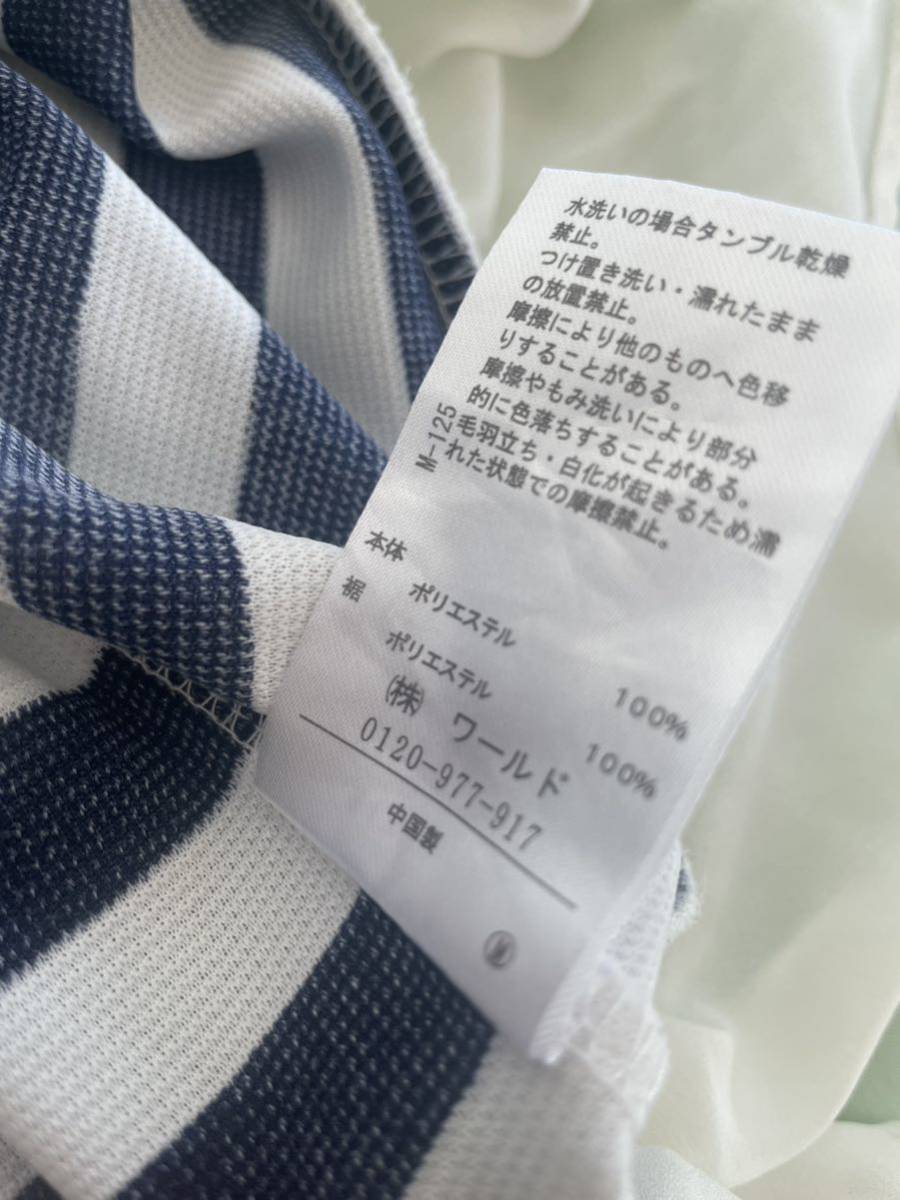 水洗いの場合タンブル乾燥
禁止。
つけ置き洗い・濡れたまま
の放置禁止。
摩擦により他のものへ色移
りすることがある。
摩擦やもみ洗いにより部分
的に色落ちすることがある。
毛羽立ち・白化が起きるため濡
れた状態での摩擦禁止。
M-125
本体 ポリエステル 100%
裾 ポリエステル 100%
㈱ ワールド
0120-977-917
中国製